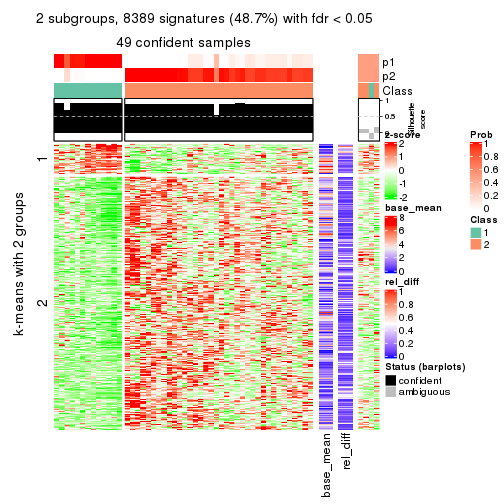 2 subgroups, 8389 signatures (48.7%) with fdr < 0.05
49 confident samples
p1
p2
Class
1
0.5
0
Silhouette
score
k-means with 2 groups
1
2
z-score
2
1
0
-1
-2
base_mean
8
6
4
2
0
rel_diff
1
0.8
0.6
0.4
0.2
0
Status (barplots)
confident
ambiguous
Prob
1
0.8
0.6
0.4
0.2
0
Class
1
2
base_mean
rel_diff